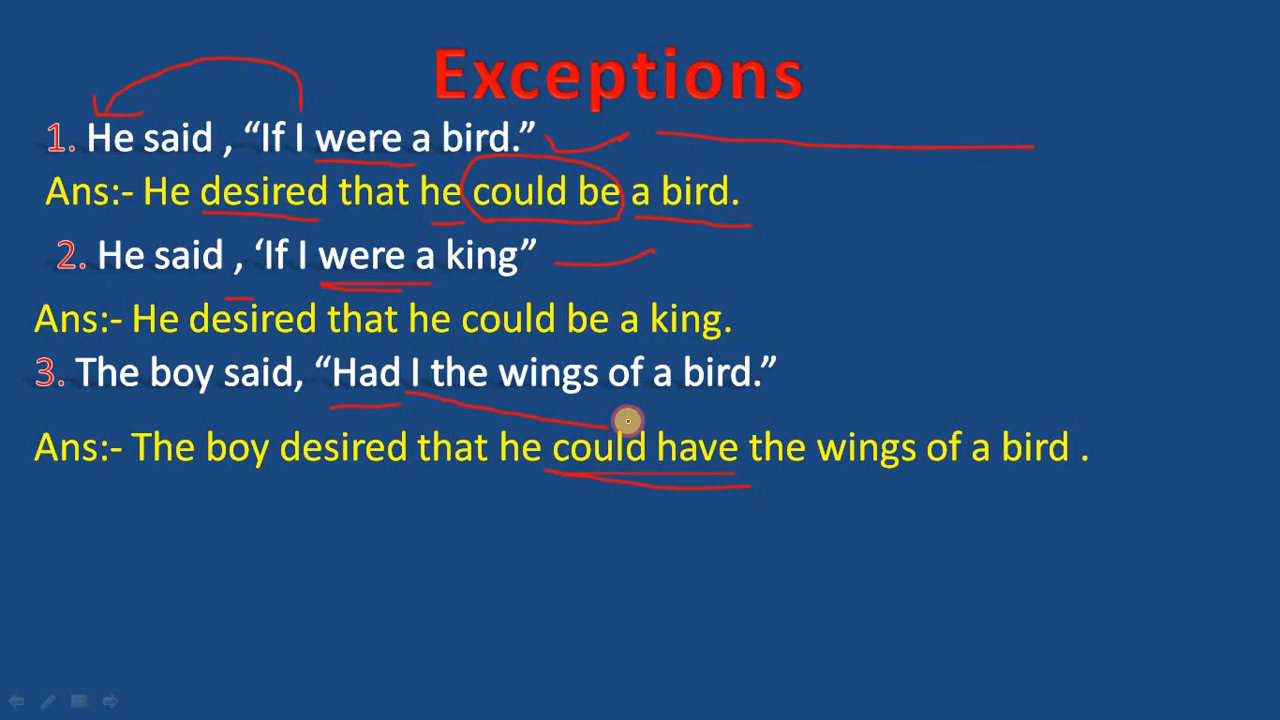 Exceptions
1. He said , “If I were a bird.”
Ans:- He desired that he could be a bird.
2. He said , ‘If I were a king”
Ans:- He desired that he could be a king.
3. The boy said, “Had I the wings of a bird.”
Ans:- The boy desired that he could have the wings of a bird .